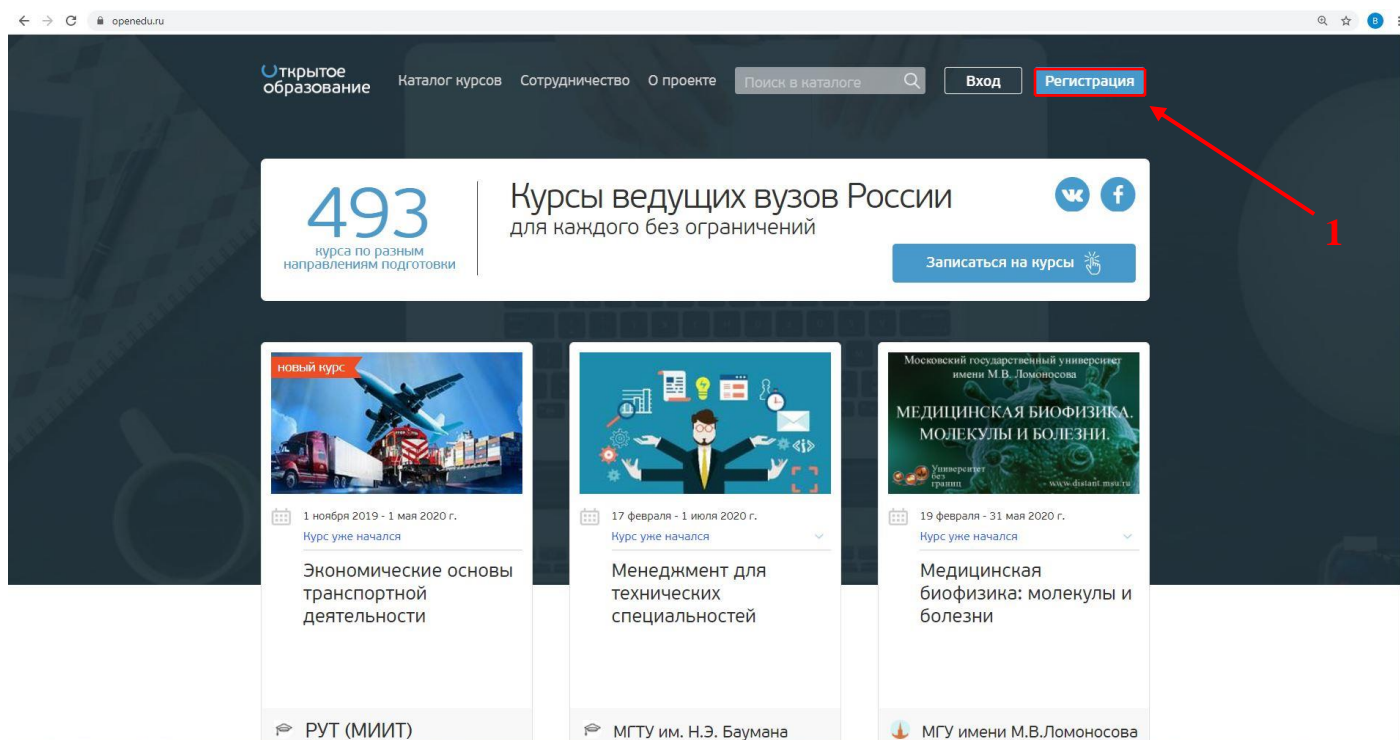 openedu.ru
B
Открытое образование
Каталог курсов
Сотрудничество
О проекте
Поиск в каталоге
Вход
Регистрация
1
493
курса по разным
направлениям подготовки
Курсы ведущих вузов России
для каждого без ограничений
Записаться на курсы
новый курс
1 ноября 2019 - 1 мая 2020 г.
Курс уже начался
Экономические основы
транспортной
деятельности
РУТ (МИИТ)
17 февраля - 1 июля 2020 г.
Курс уже начался
Менеджмент для
технических
специальностей
МГТУ им. Н.Э. Баумана
Московский государственный университет
имени М.В. Ломоносова
МЕДИЦИНСКАЯ БИОФИЗИКА.
МОЛЕКУЛЫ И БОЛЕЗНИ.
Университет
без
границ
www.distant.msu.ru
19 февраля - 31 мая 2020 г.
Курс уже начался
Медицинская
биофизика: молекулы и
болезни
МГУ имени М.В.Ломоносова